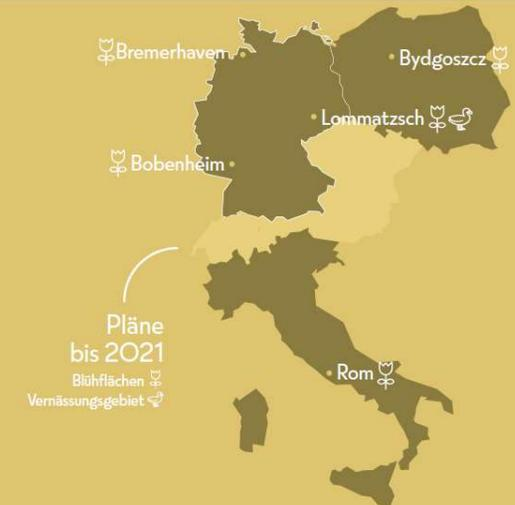 Bremerhaven
Bydgoszcz
Lommatzsch
Bobenheim
Pläne
bis 2021
Blühflächen
Vernässungsgebiet
Rom